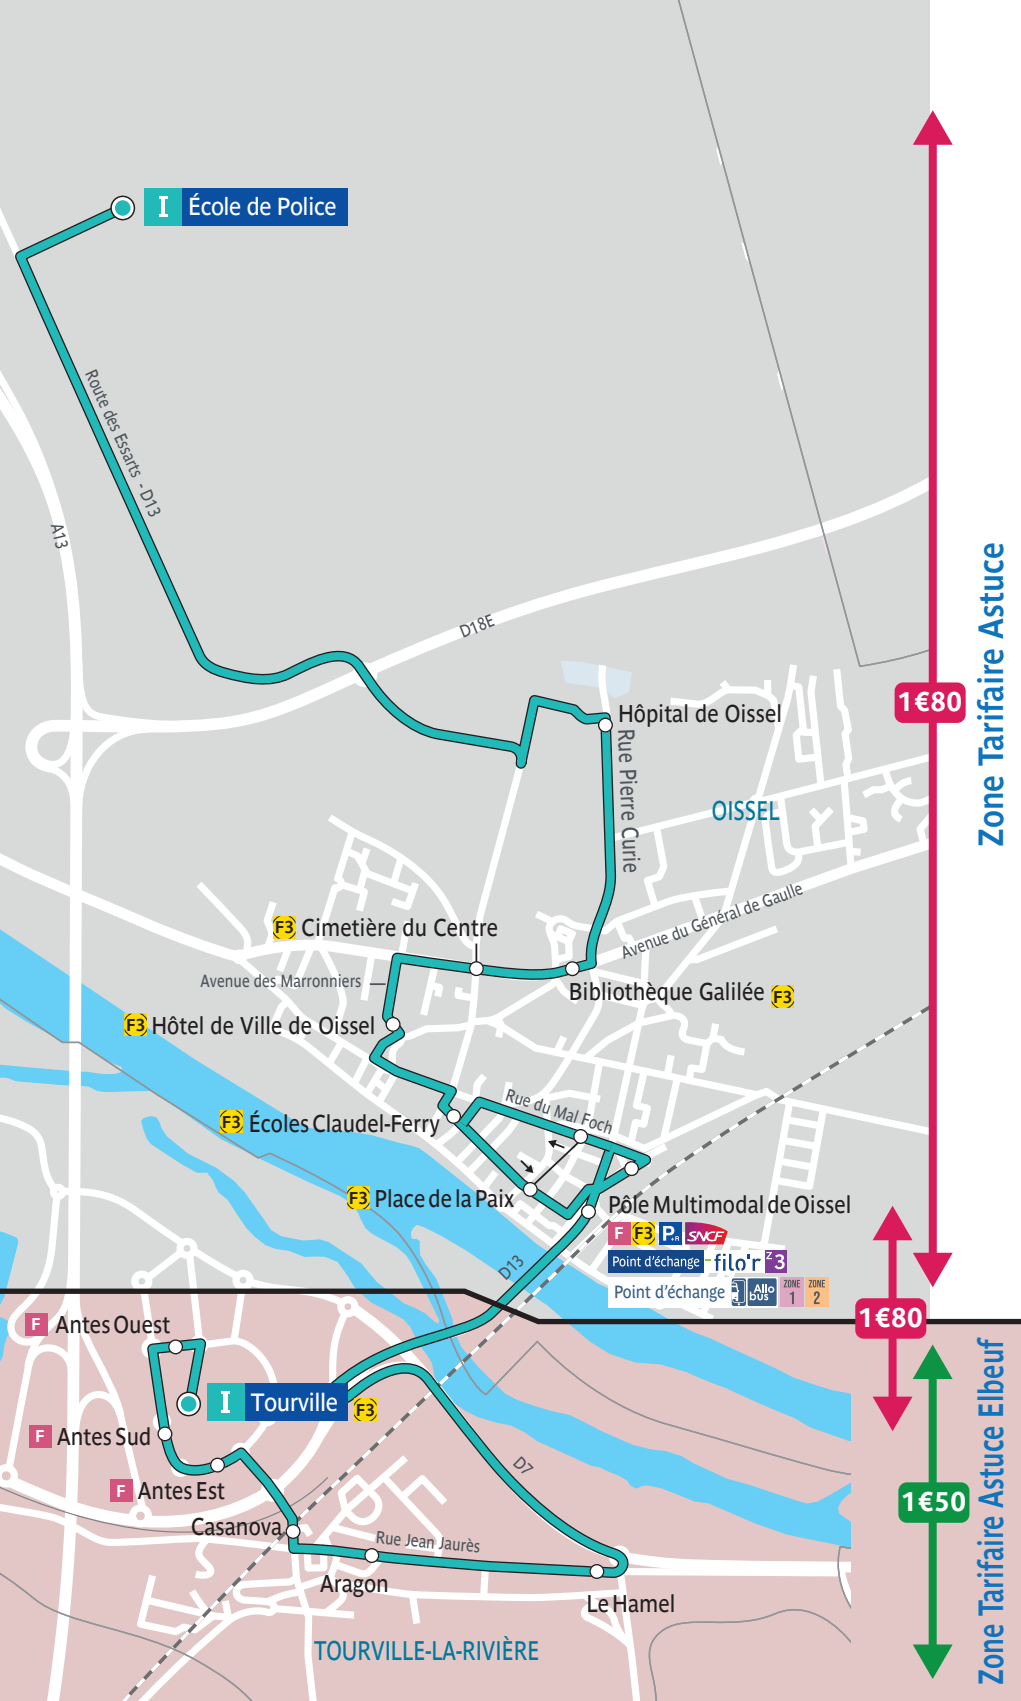 I École de Police
Route des Essarts - D13
A13
D18E
Zone Tarifaire Astuce
1€80
Hôpital de Oissel
Rue Pierre Curie
OISSEL
Avenue du Général de Gaulle
F3 Cimetière du Centre
Avenue des Marronniers
Bibliothèque Galilée F3
F3 Hôtel de Ville de Oissel
Rue du Mal Foch
F3 Écoles Claudel-Ferry
F3 Place de la Paix
Pôle Multimodal de Oissel
F F3 P+R SNCF
Point d'échange filo'r Z3
Point d'échange Allo bus ZONE 1 ZONE 2
D13
1€80
F Antes Ouest
I Tourville F3
F Antes Sud
F Antes Est
D7
1€50
Zone Tarifaire Astuce Elbeuf
Casanova
Rue Jean Jaurès
Aragon
Le Hamel
TOURVILLE-LA-RIVIÈRE